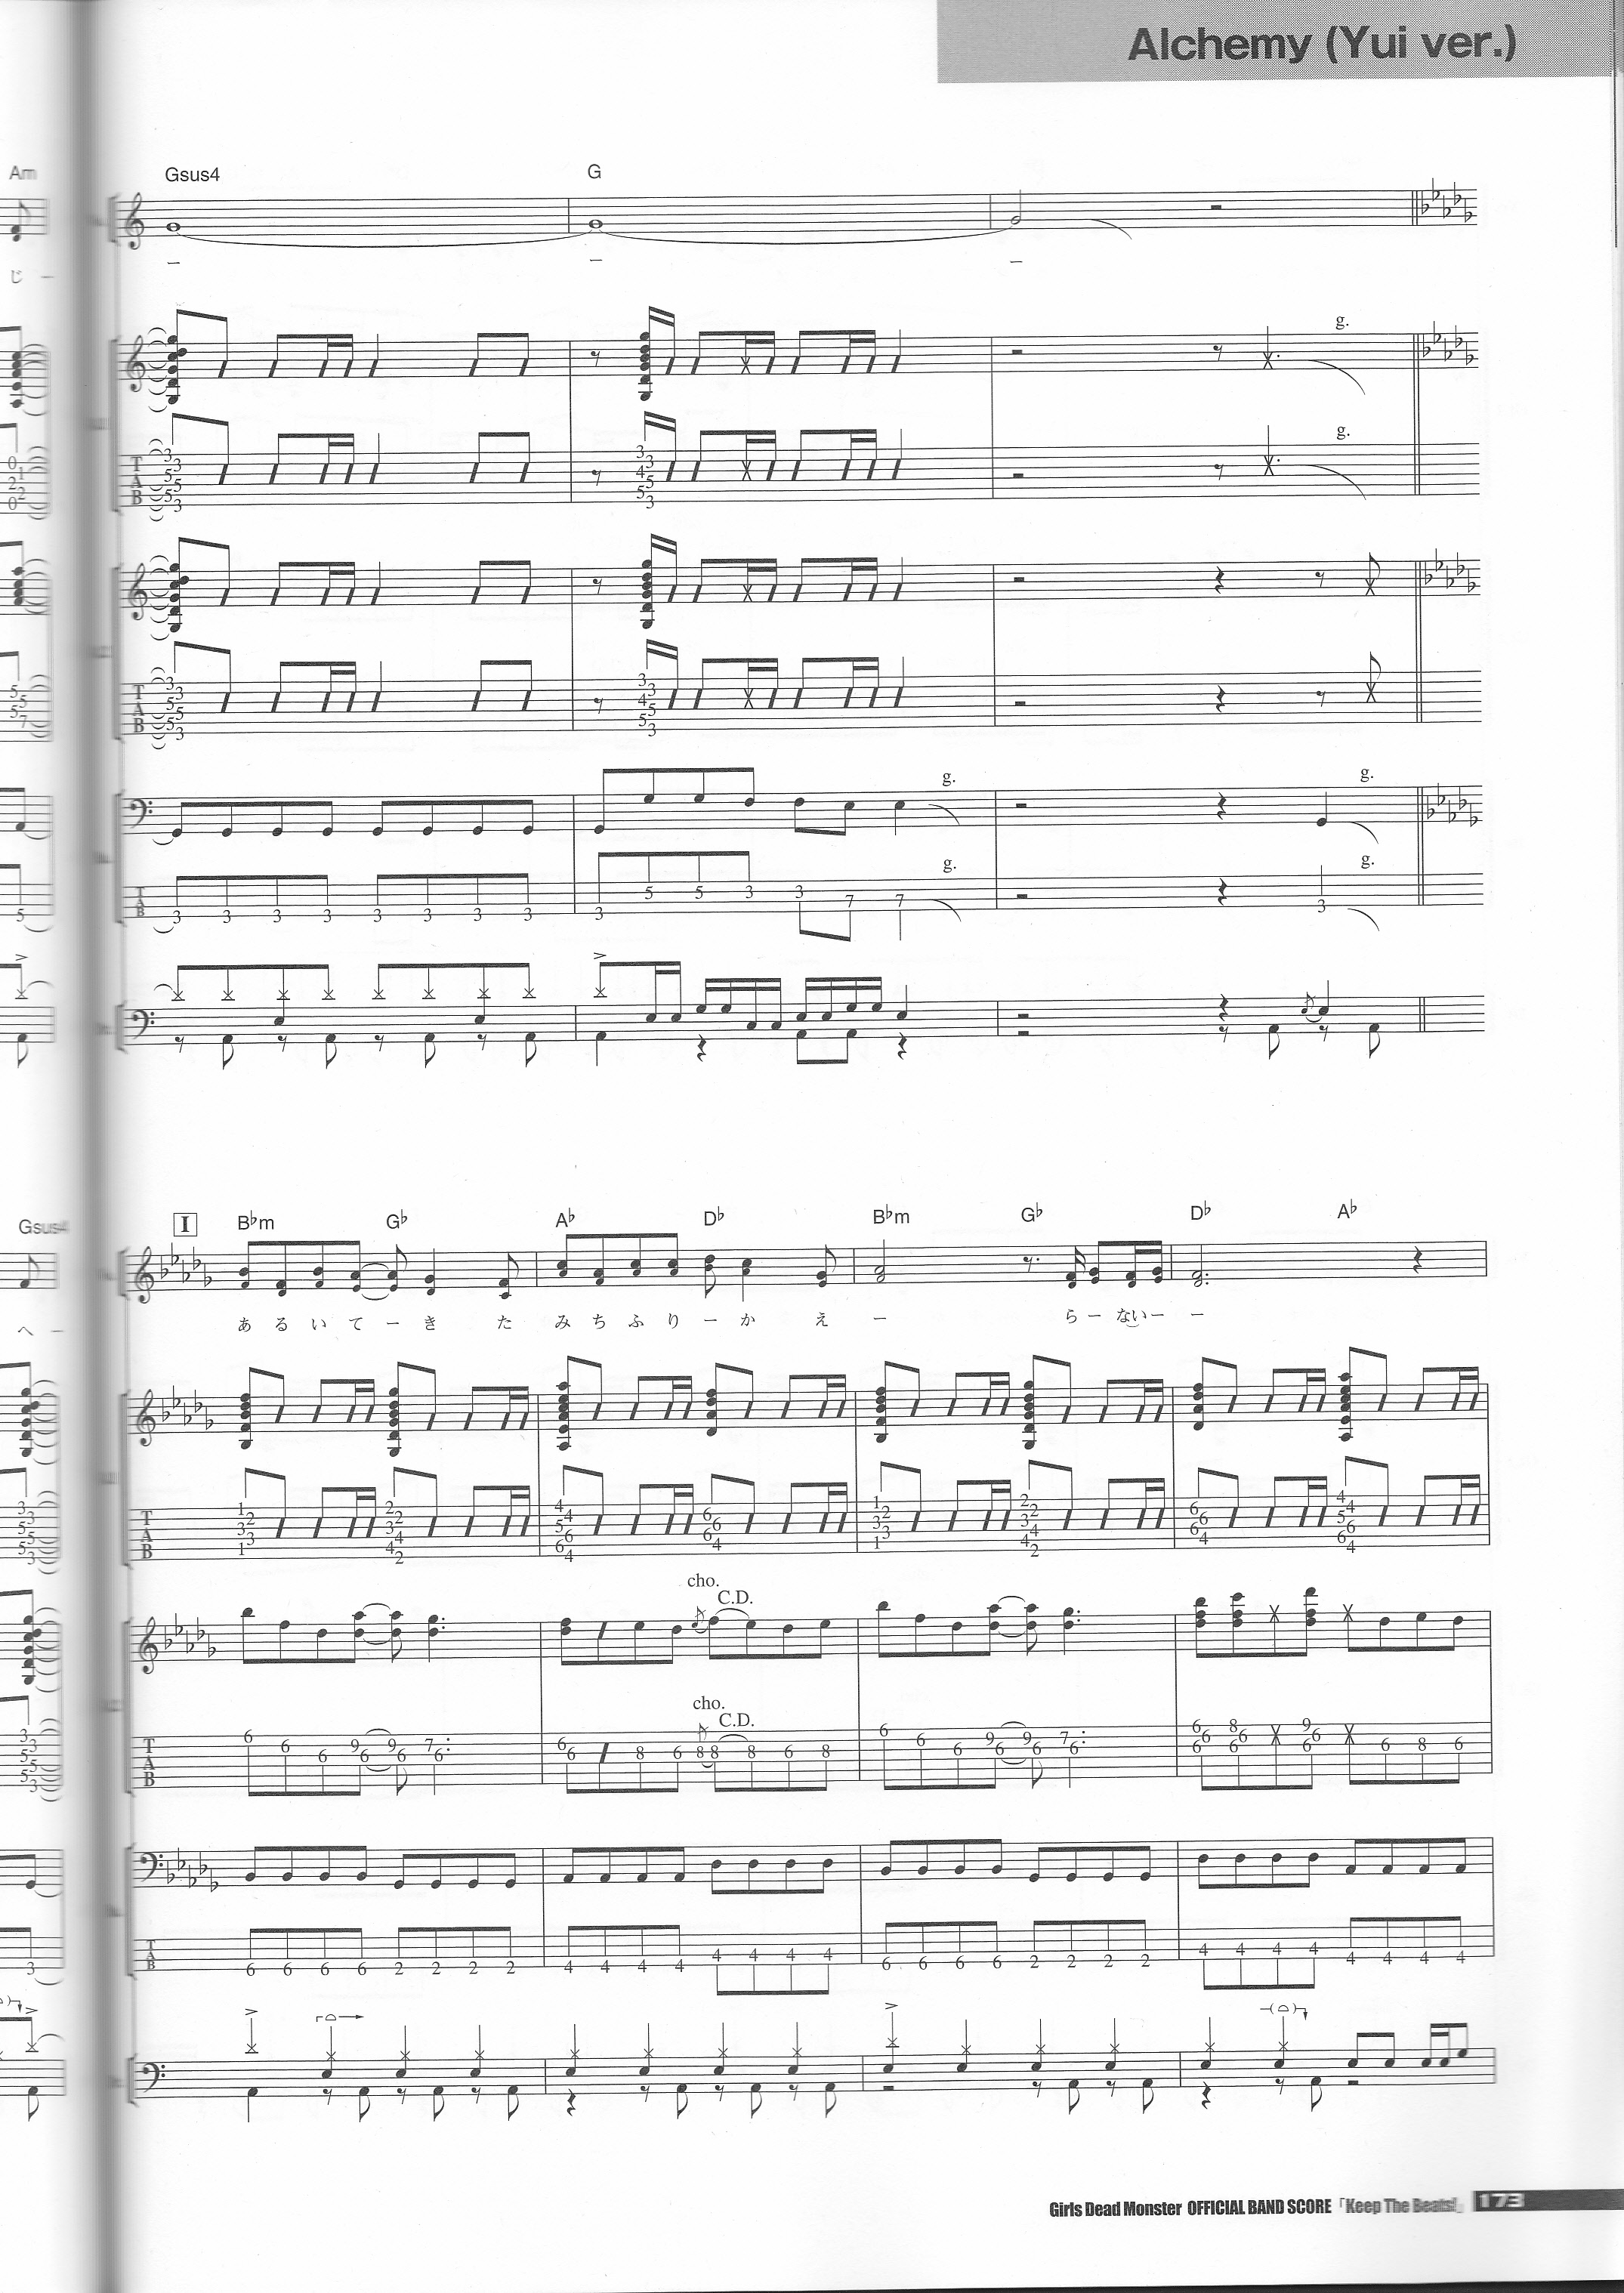 Alchemy (Yui ver.)
Am
Gsus4 G
じ ー
ー ー ー
g.
g.
g. g.
g. g.
Gsus4
I B♭m G♭ A♭ D♭ B♭m G♭ D♭ A♭
へ ー
あ る い て ー き た み ち ふ り ー か え ー ら ー ない ー ー
cho.
C.D.
cho.
C.D.
Girls Dead Monster OFFICIAL BAND SCORE「Keep The Beats!」 173